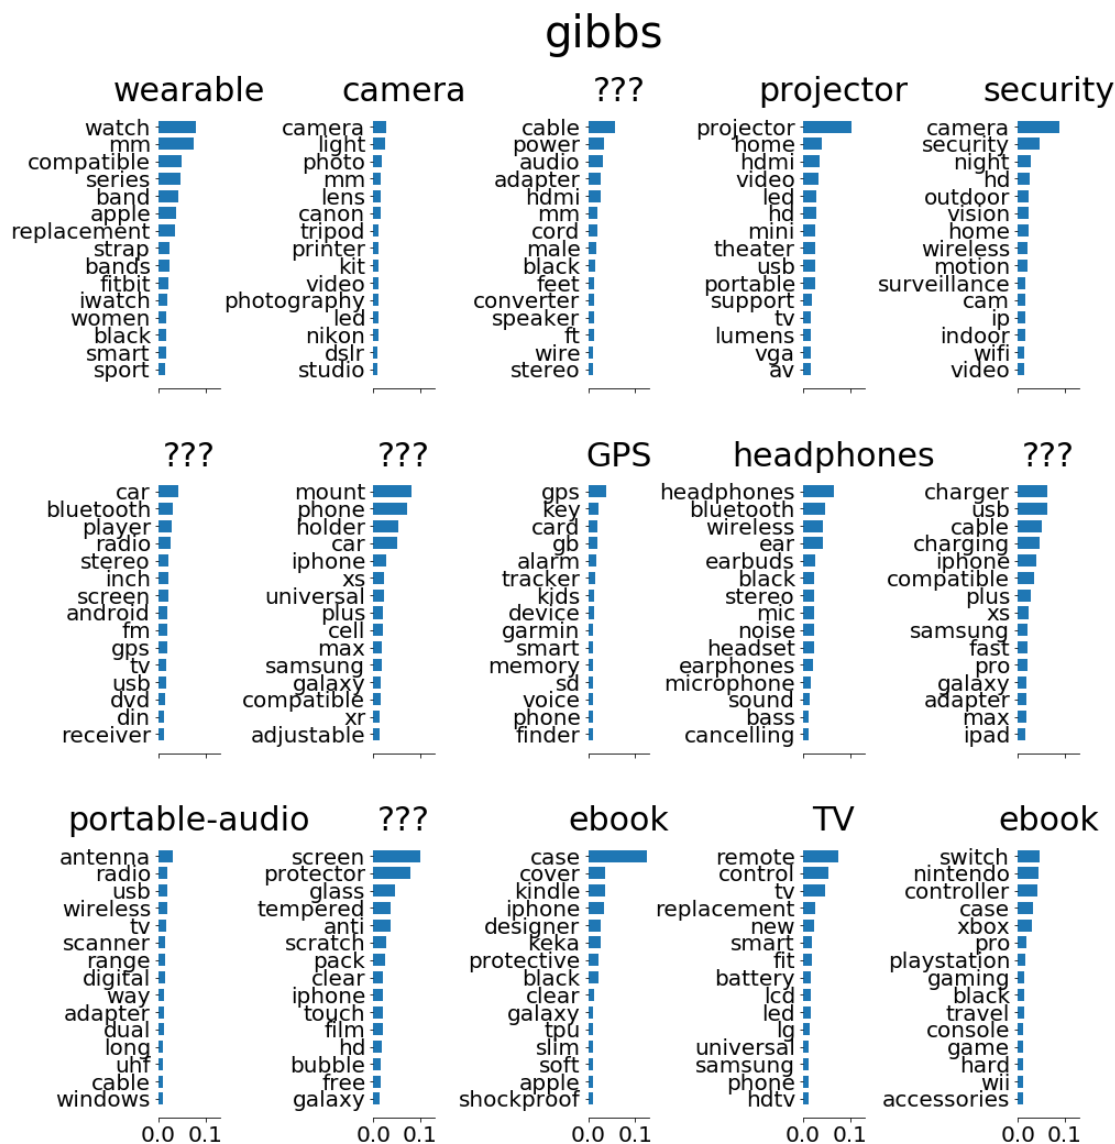 gibbs
wearable
watch
mm
compatible
series
band
apple
replacement
strap
bands
fitbit
iwatch
women
black
smart
sport
camera
camera
light
photo
mm
lens
canon
tripod
printer
kit
video
photography
led
nikon
dslr
studio
???
cable
power
audio
adapter
hdmi
mm
cord
male
black
feet
converter
speaker
ft
wire
stereo
projector
projector
home
hdmi
video
led
hd
mini
theater
usb
portable
support
tv
lumens
vga
av
security
camera
security
night
hd
outdoor
vision
home
wireless
motion
surveillance
cam
ip
indoor
wifi
video
???
car
bluetooth
player
radio
stereo
inch
screen
android
fm
gps
tv
usb
dvd
din
receiver
???
mount
phone
holder
car
iphone
xs
universal
plus
cell
max
samsung
galaxy
compatible
xr
adjustable
GPS
gps
key
card
gb
alarm
tracker
kids
device
garmin
smart
memory
sd
voice
phone
finder
headphones
headphones
bluetooth
wireless
ear
earbuds
black
stereo
mic
noise
headset
earphones
microphone
sound
bass
cancelling
???
charger
usb
cable
charging
iphone
compatible
plus
xs
samsung
fast
pro
galaxy
adapter
max
ipad
portable-audio
antenna
radio
usb
wireless
tv
scanner
range
digital
way
adapter
dual
long
uhf
cable
windows
0.0 0.1
???
screen
protector
glass
tempered
anti
scratch
pack
clear
iphone
touch
film
hd
bubble
free
galaxy
0.0 0.1
ebook
case
cover
kindle
iphone
designer
keka
protective
black
clear
galaxy
tpu
slim
soft
apple
shockproof
0.0 0.1
TV
remote
control
tv
replacement
new
smart
fit
battery
lcd
led
lg
universal
samsung
phone
hdtv
0.0 0.1
ebook
switch
nintendo
controller
case
xbox
pro
playstation
gaming
black
travel
console
game
hard
wii
accessories
0.0 0.1